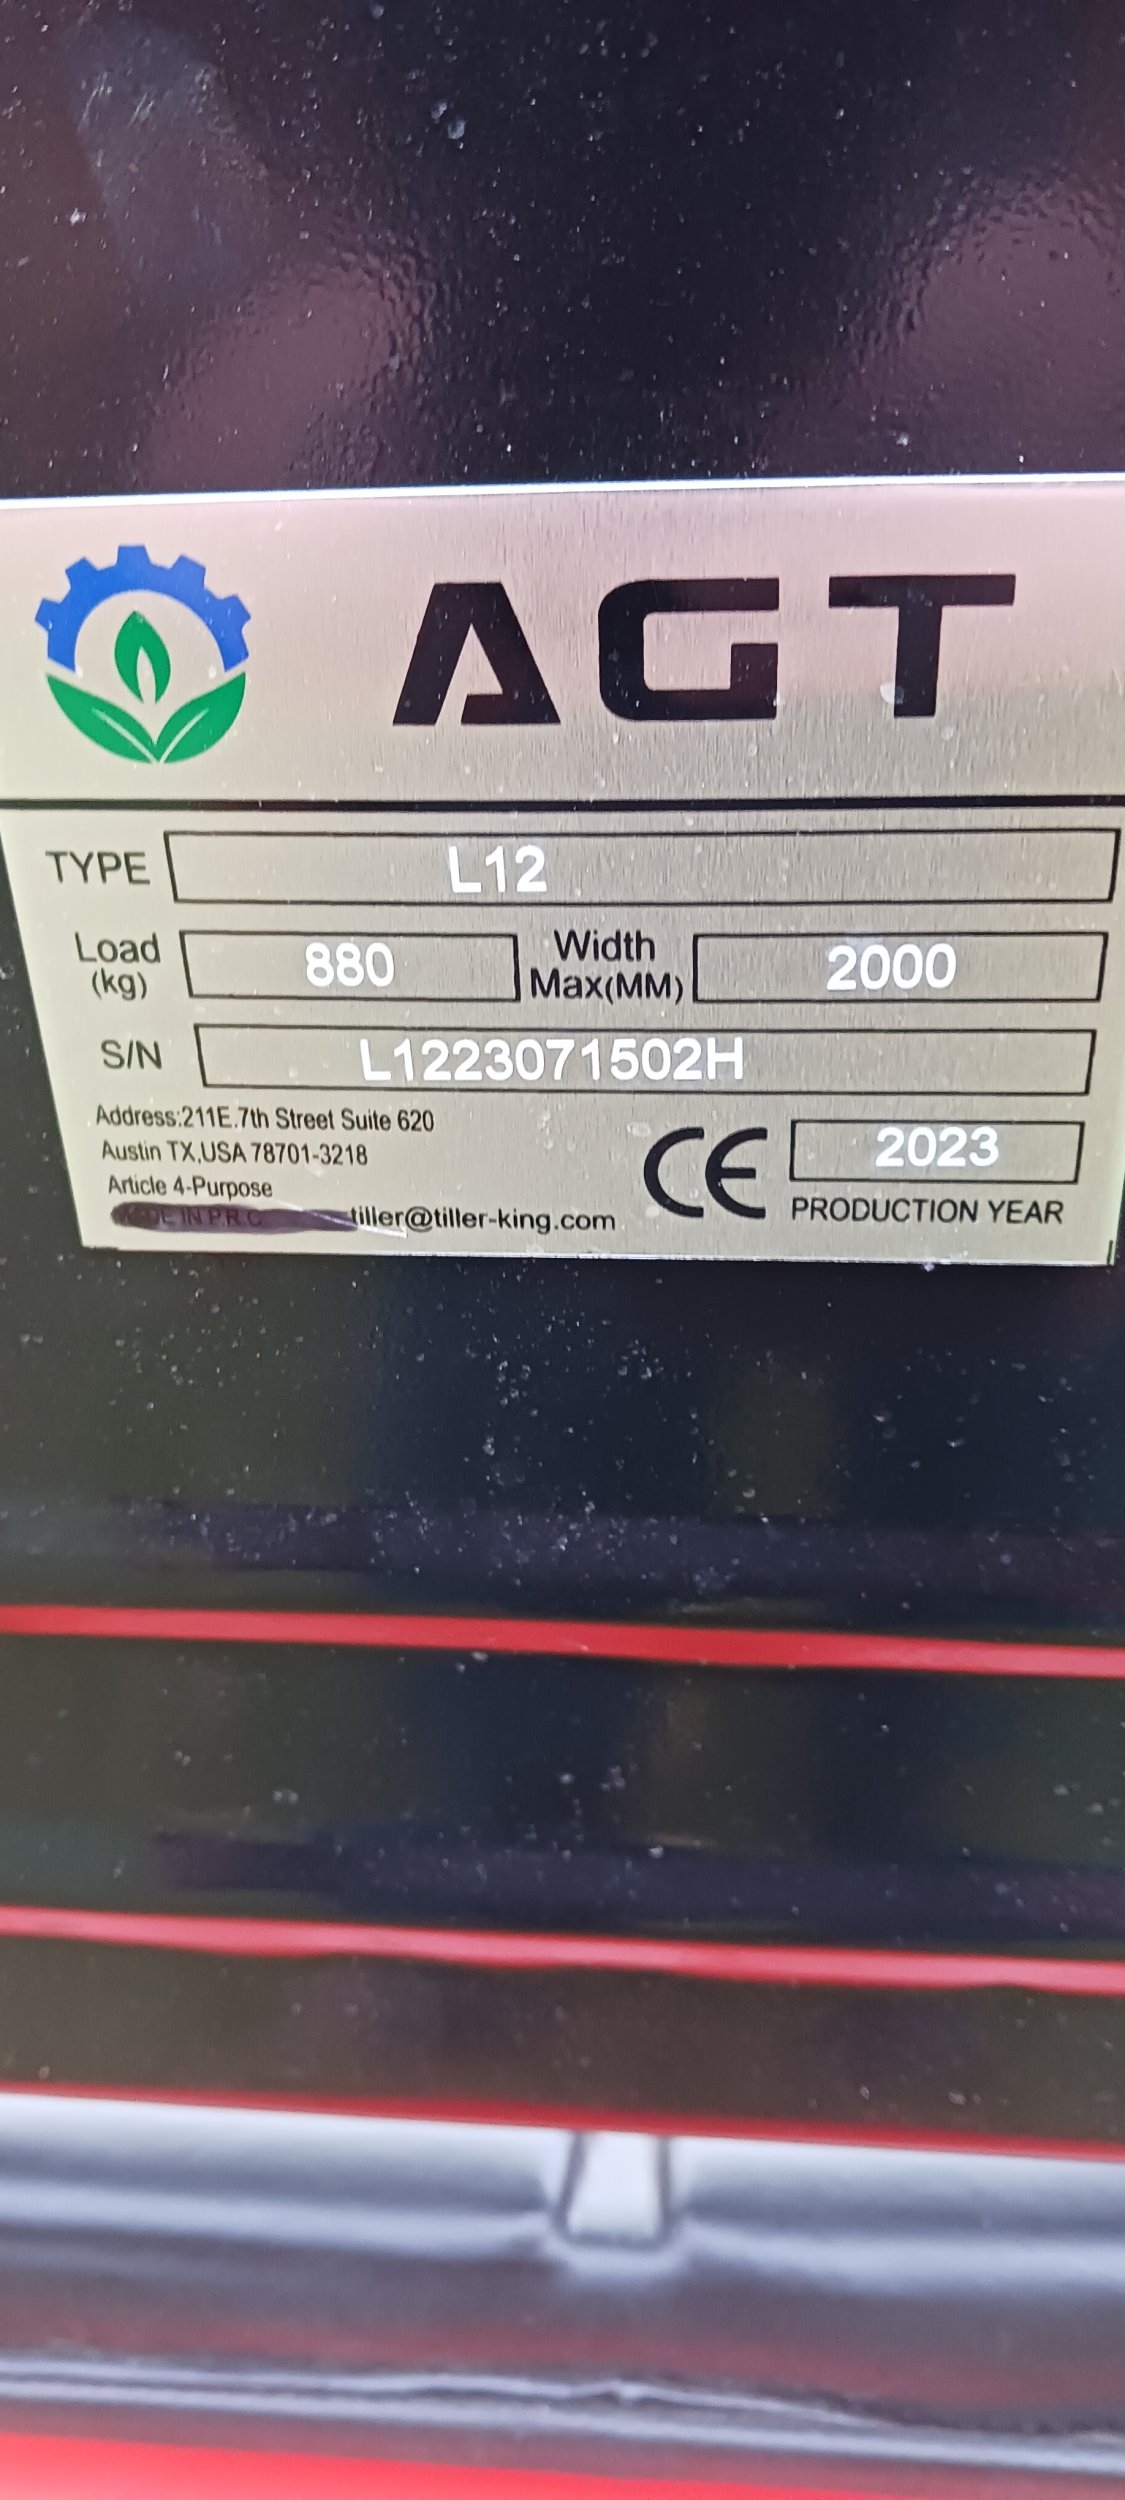 AGT
TYPE L12
Load (kg) 880 Width Max(MM) 2000
S/N L1223071502H
Address:211E.7th Street Suite 620
Austin TX,USA 78701-3218
Article 4-Purpose
IN P.R.C tiller@tiller-king.com
CE 2023
PRODUCTION YEAR